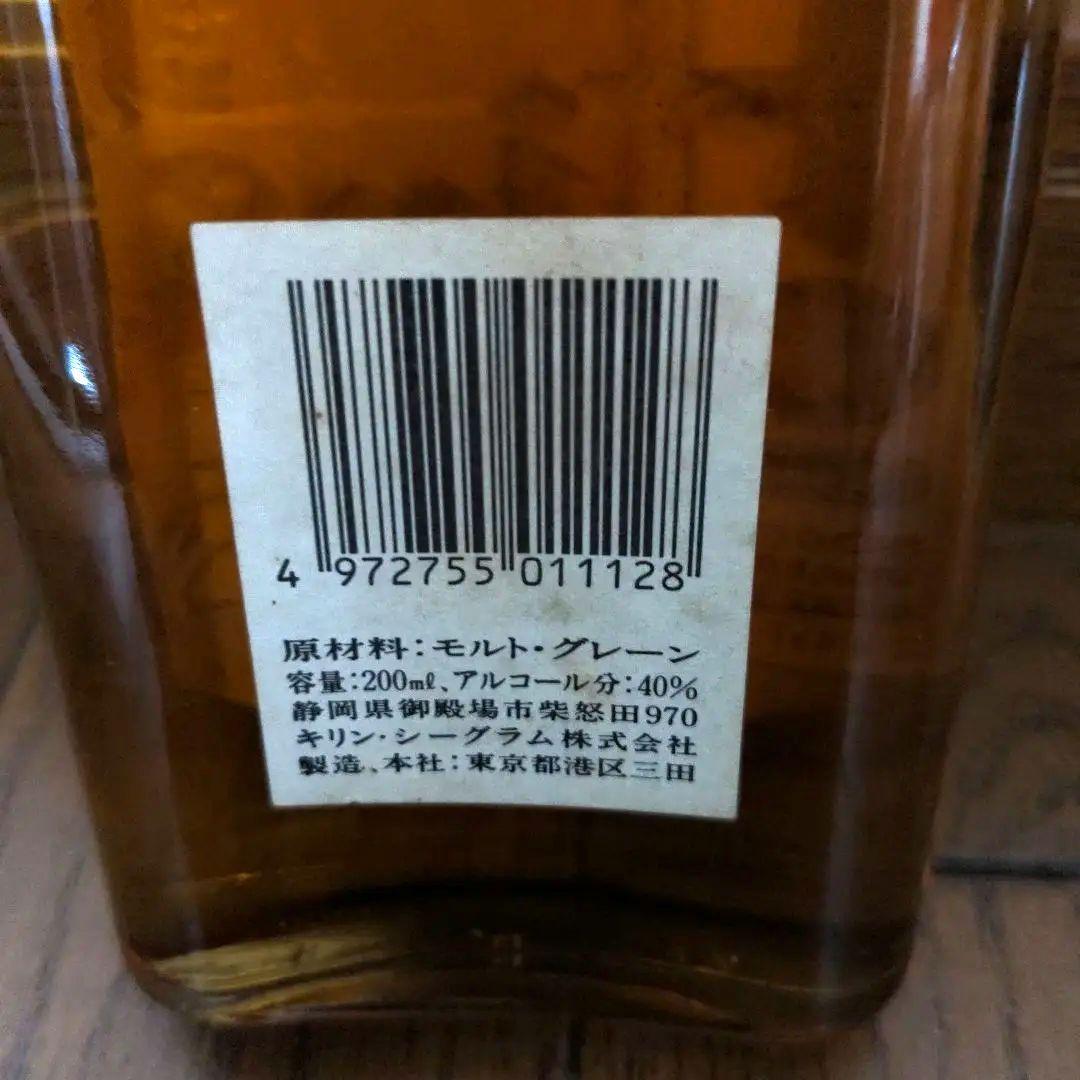 4 972755 011128
原材料:モルト・グレーン
容量:200㎖、アルコール分:40%
静岡県御殿場市柴怒田970
キリン・シーグラム株式会社
製造、本社:東京都港区三田